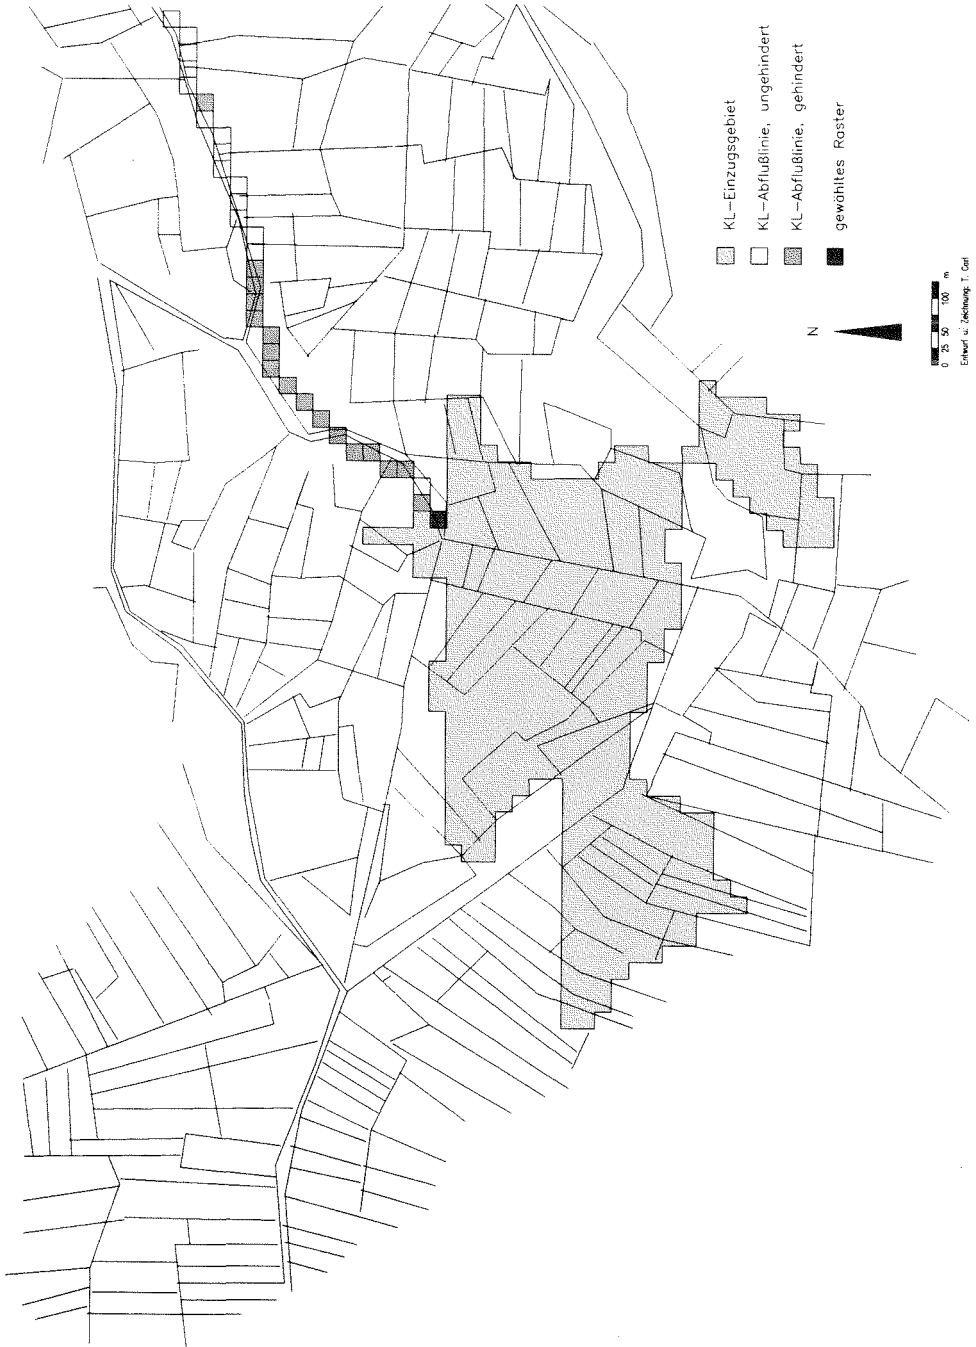 KL-Einzugsgebiet
KL-Abflußlinie, ungehindert
KL-Abflußlinie, gehindert
gewähltes Raster
N
0 25 50 100 m
Entwurf u. Zeichnung: T. Carl